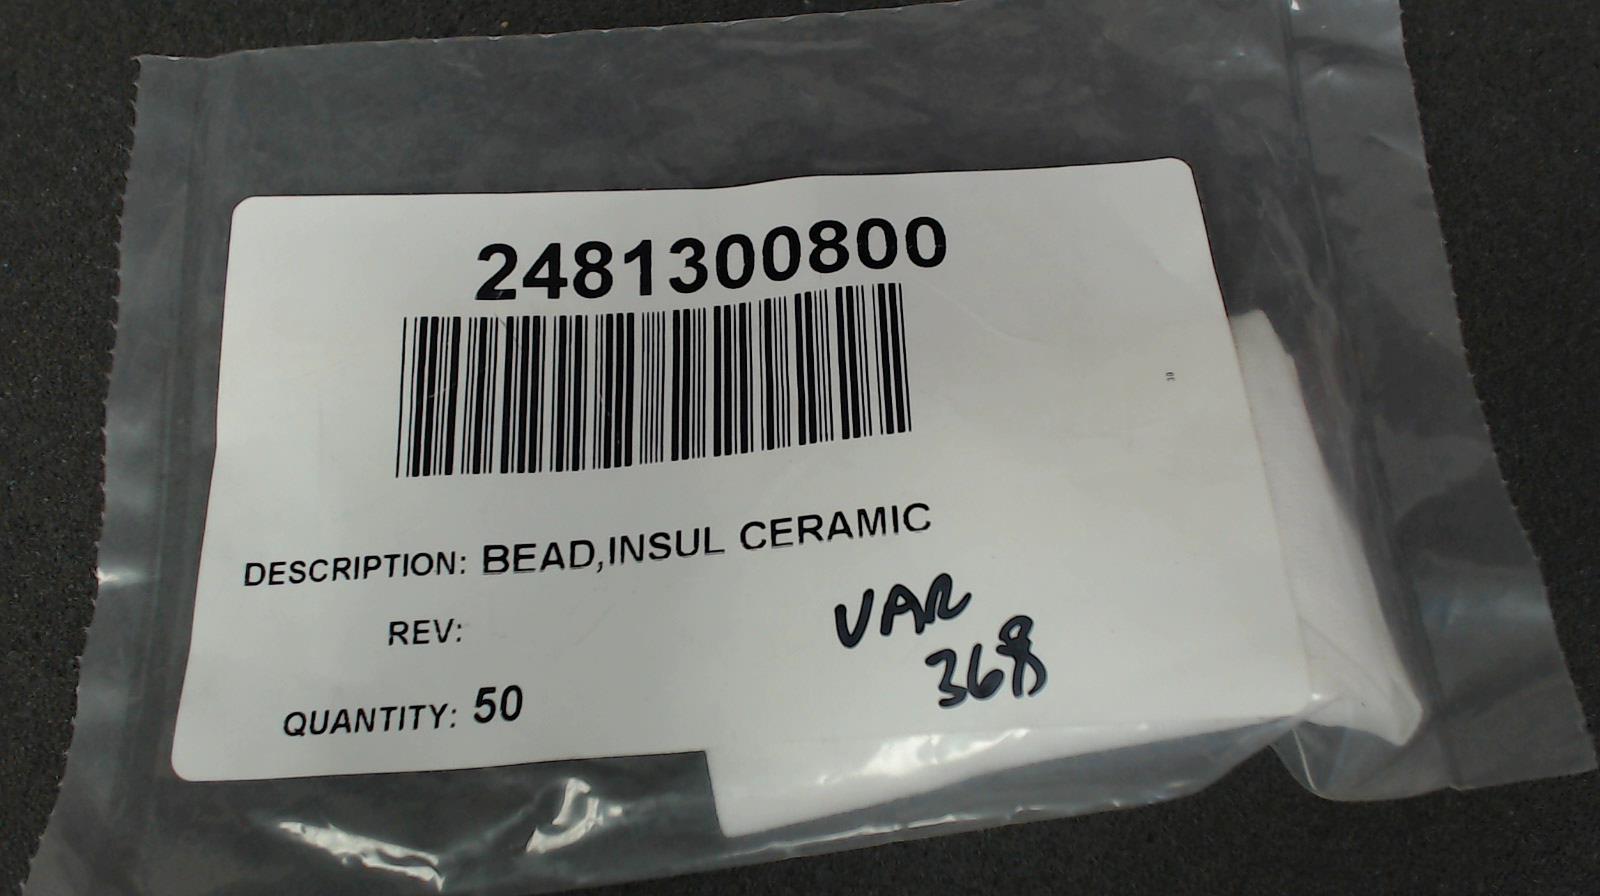 2481300800
DESCRIPTION: BEAD,INSUL CERAMIC
REV:
QUANTITY: 50
VAR
368